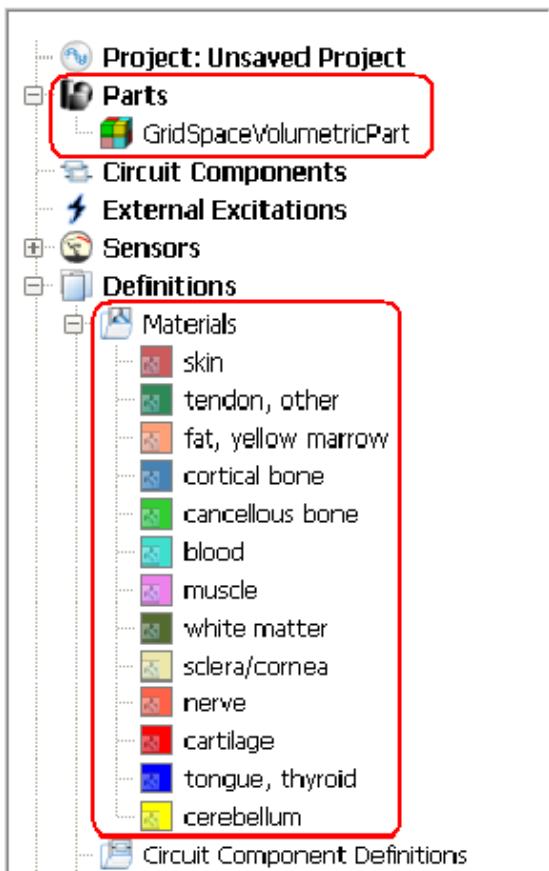 Project: Unsaved Project
Parts
GridSpaceVolumetricPart
Circuit Components
External Excitations
Sensors
Definitions
Materials
skin
tendon, other
fat, yellow marrow
cortical bone
cancellous bone
blood
muscle
white matter
sclera/cornea
nerve
cartilage
tongue, thyroid
cerebellum
Circuit Component Definitions